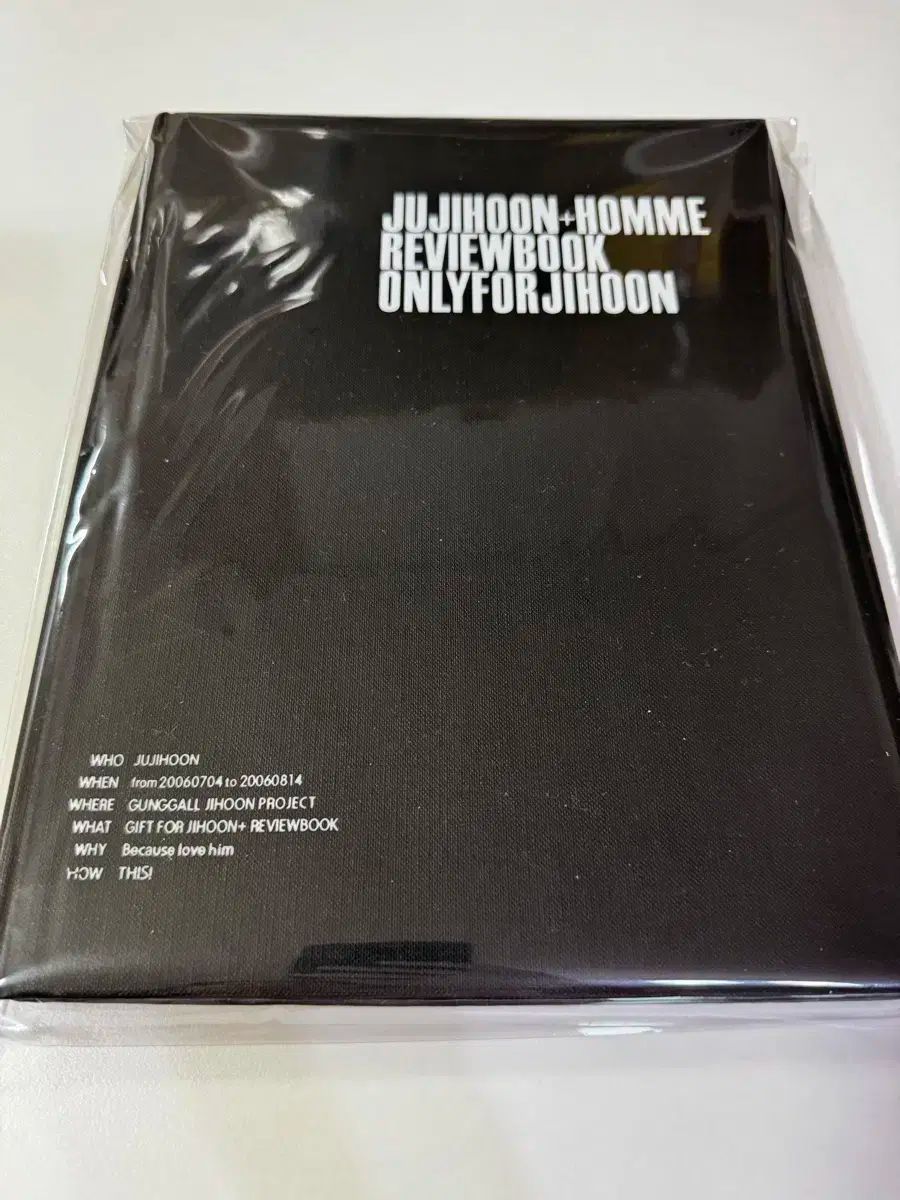 JUJIHOON+HOMME
REVIEWBOOK
ONLYFORJIHOON
WHO JUJIHOON
WHEN from 20060704 to 20060814
WHERE GUNGGALL JIHOON PROJECT
WHAT GIFT FOR JIHOON+ REVIEWBOOK
WHY Because love him
HOW THIS!